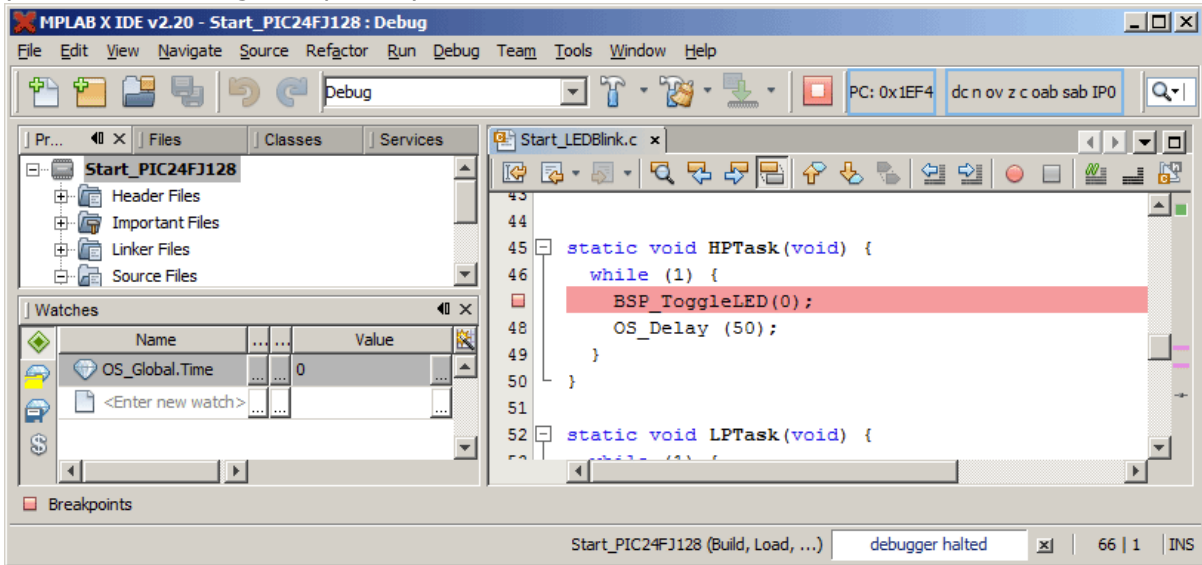 MPLAB X IDE v2.20 - Start_PIC24FJ128 : Debug
File Edit View Navigate Source Refactor Run Debug Team Tools Window Help
Debug PC: 0x1EF4 dc n ov z c oab sab IP0
Pr... Files Classes Services
Start_PIC24FJ128
Header Files
Important Files
Linker Files
Source Files
Watches
Name ... ... Value
OS_Global.Time ... ... 0 ...
<Enter new watch> ... ... ...
Start_LEDBlink.c
43
44
45 static void HPTask(void) {
46 while (1) {
BSP_ToggleLED(0);
48 OS_Delay (50);
49 }
50 }
51
52 static void LPTask(void) {
53 while (1) {
Breakpoints
Start_PIC24FJ128 (Build, Load, ...) debugger halted 66 | 1 INS